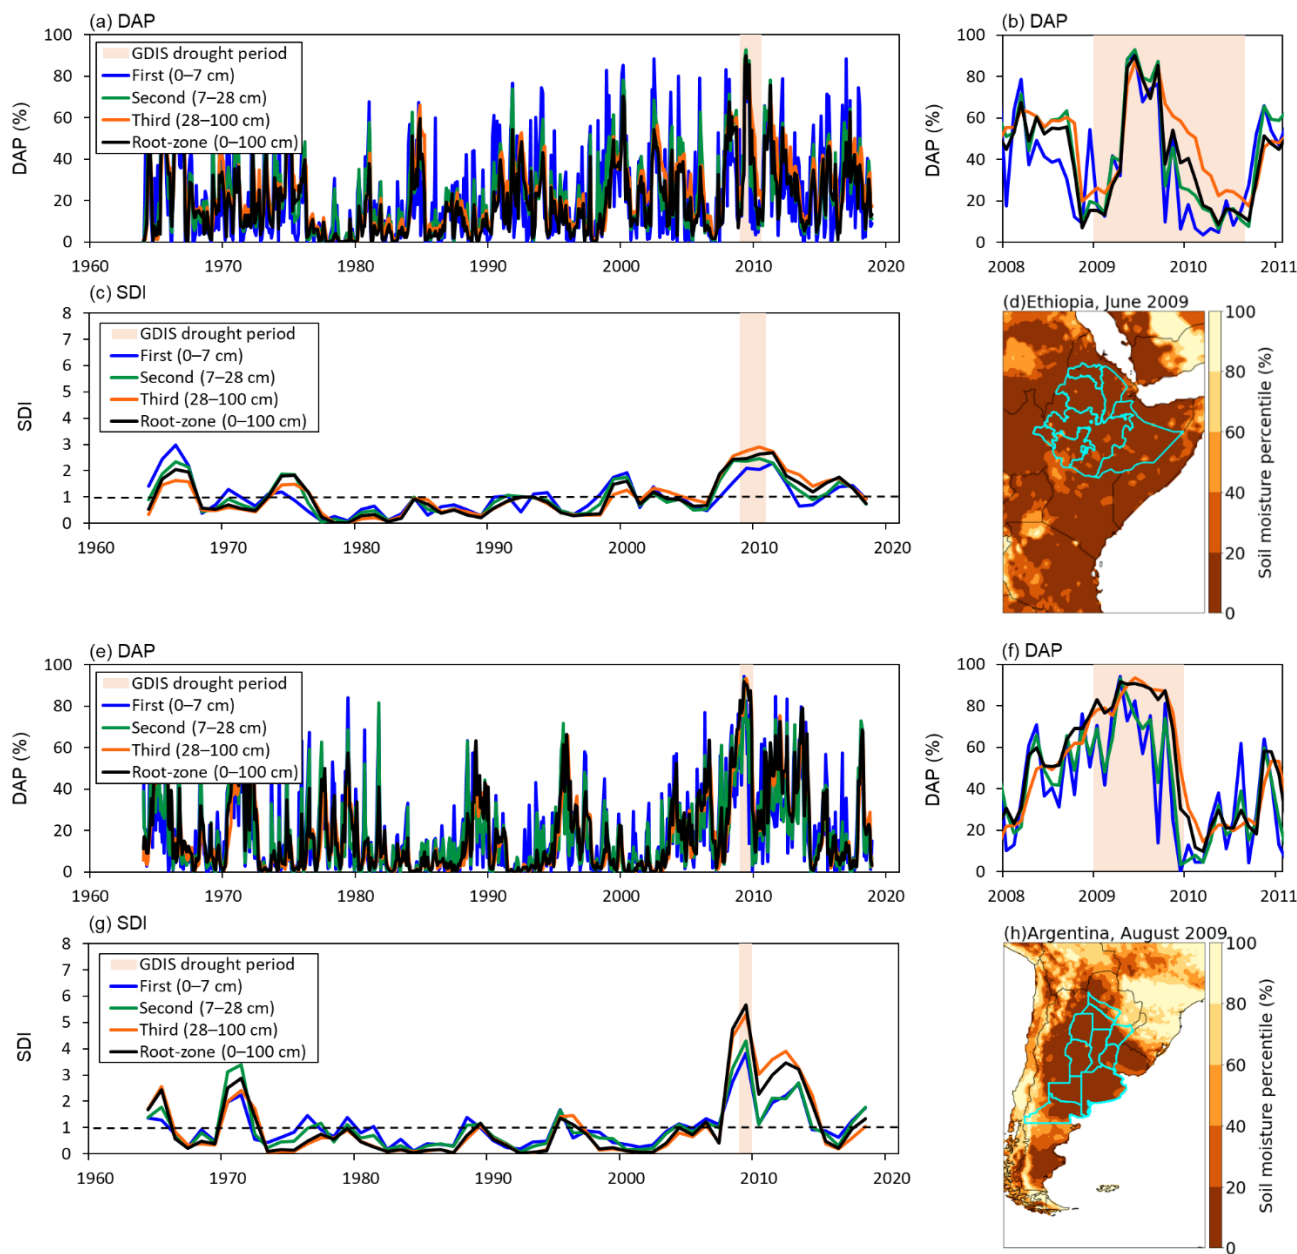 (a) DAP
100
80
60
40
20
0
DAP (%)
GDIS drought period
First (0–7 cm)
Second (7–28 cm)
Third (28–100 cm)
Root-zone (0–100 cm)
1960 1970 1980 1990 2000 2010 2020
(b) DAP
100
80
60
40
20
0
DAP (%)
2008 2009 2010 2011
(c) SDI
8
7
6
5
4
3
2
1
0
SDI
GDIS drought period
First (0–7 cm)
Second (7–28 cm)
Third (28–100 cm)
Root-zone (0–100 cm)
1960 1970 1980 1990 2000 2010 2020
(d)Ethiopia, June 2009
100
80
60
40
20
0
Soil moisture percentile (%)
(e) DAP
100
80
60
40
20
0
DAP (%)
GDIS drought period
First (0–7 cm)
Second (7–28 cm)
Third (28–100 cm)
Root-zone (0–100 cm)
1960 1970 1980 1990 2000 2010 2020
(f) DAP
100
80
60
40
20
0
DAP (%)
2008 2009 2010 2011
(g) SDI
8
7
6
5
4
3
2
1
0
SDI
GDIS drought period
First (0–7 cm)
Second (7–28 cm)
Third (28–100 cm)
Root-zone (0–100 cm)
1960 1970 1980 1990 2000 2010 2020
(h)Argentina, August 2009
100
80
60
40
20
0
Soil moisture percentile (%)